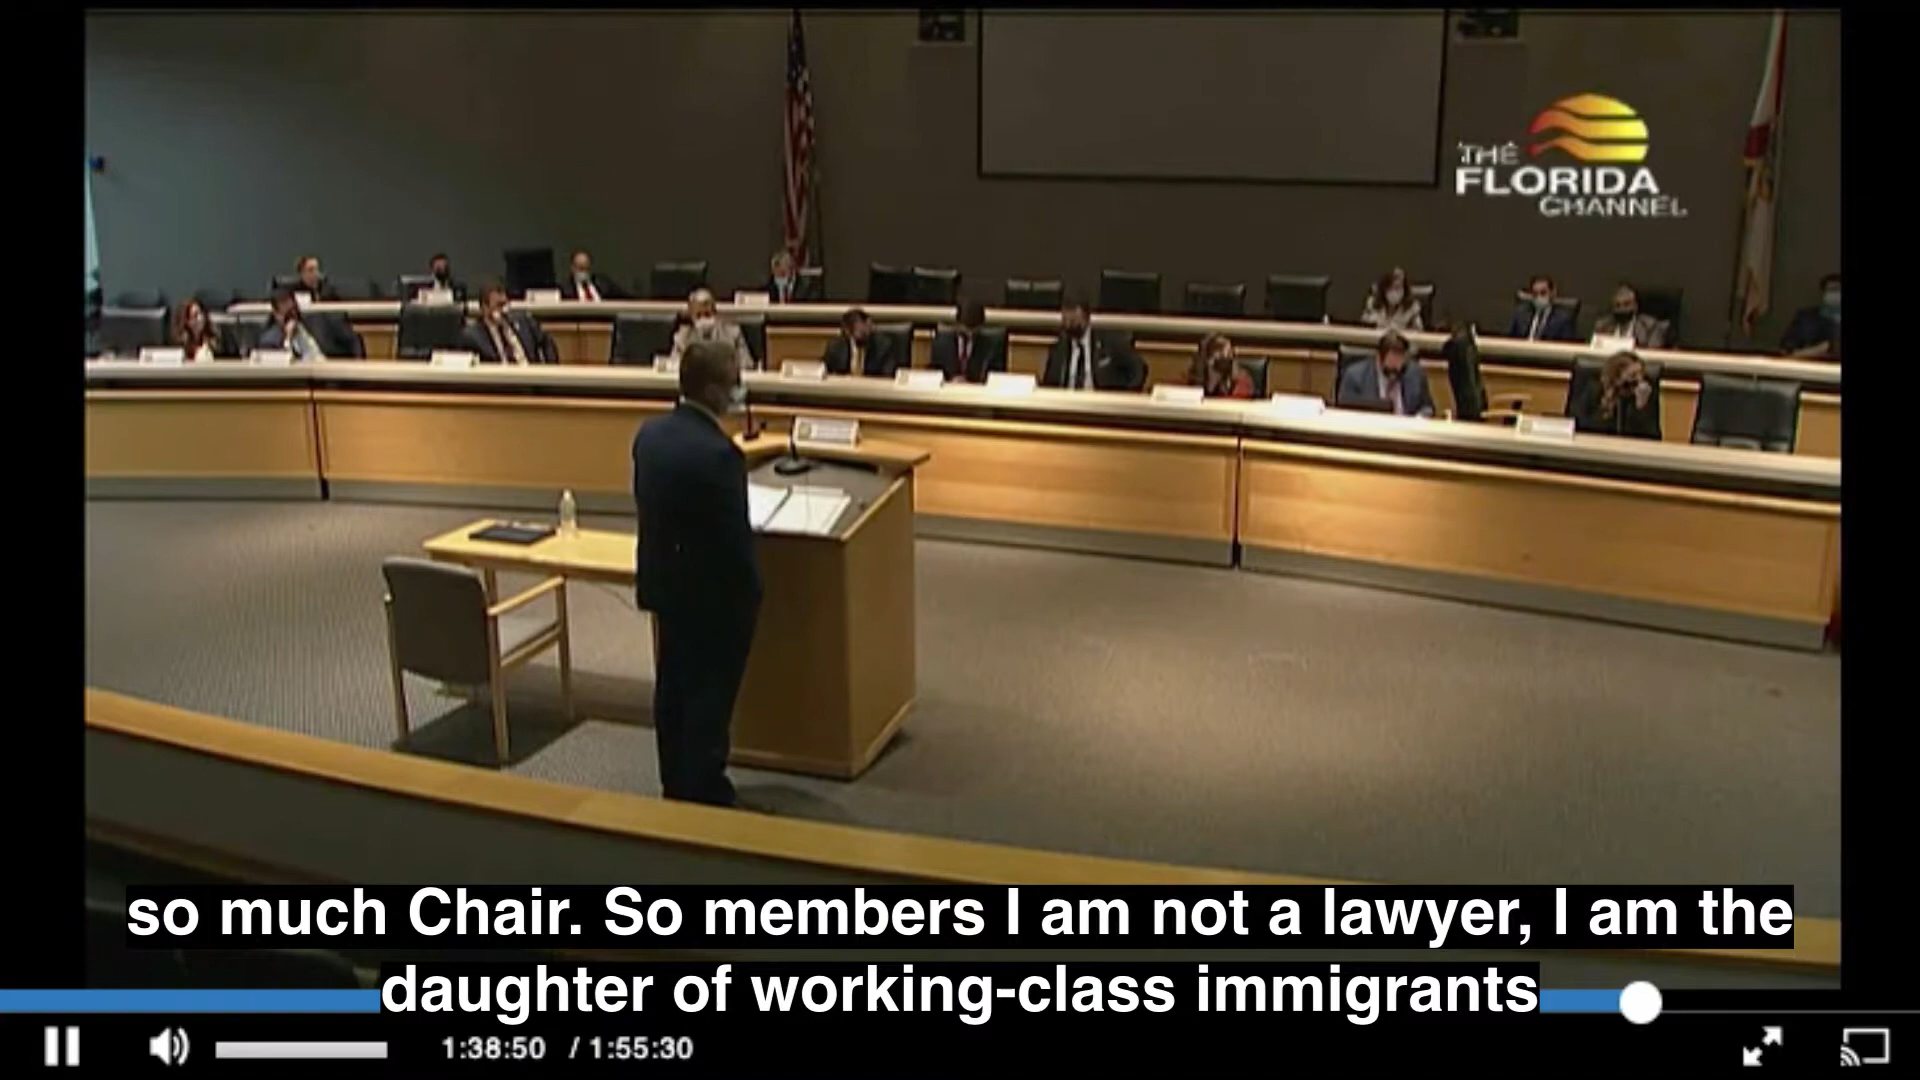 THE
FLORIDA
CHANNEL
so much Chair. So members I am not a lawyer, I am the
daughter of working-class immigrants
1:38:50 / 1:55:30